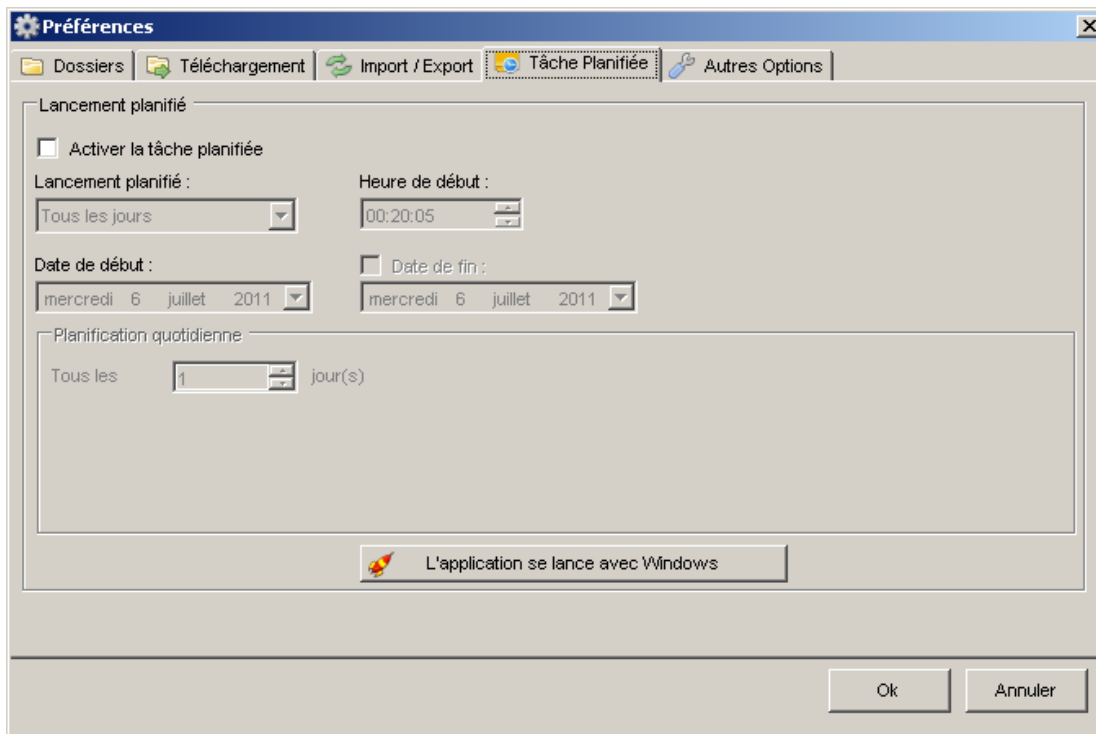 Préférences
Dossiers Téléchargement Import / Export Tâche Planifiée Autres Options
Lancement planifié
Activer la tâche planifiée
Lancement planifié : Heure de début :
Tous les jours 00:20:05
Date de début : Date de fin :
mercredi 6 juillet 2011 mercredi 6 juillet 2011
Planification quotidienne
Tous les 1 jour(s)
L'application se lance avec Windows
Ok Annuler